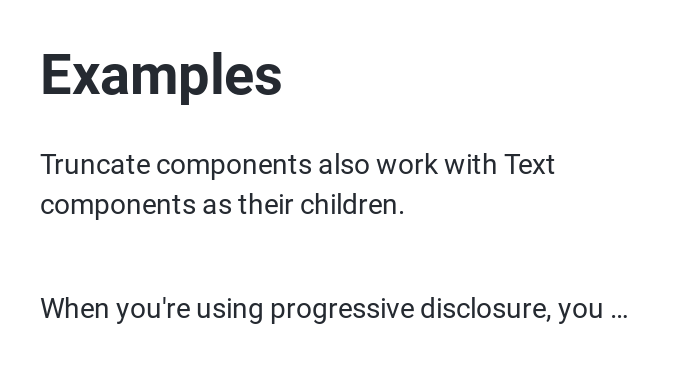 Examples
Truncate components also work with Text
components as their children.
When you're using progressive disclosure, you …